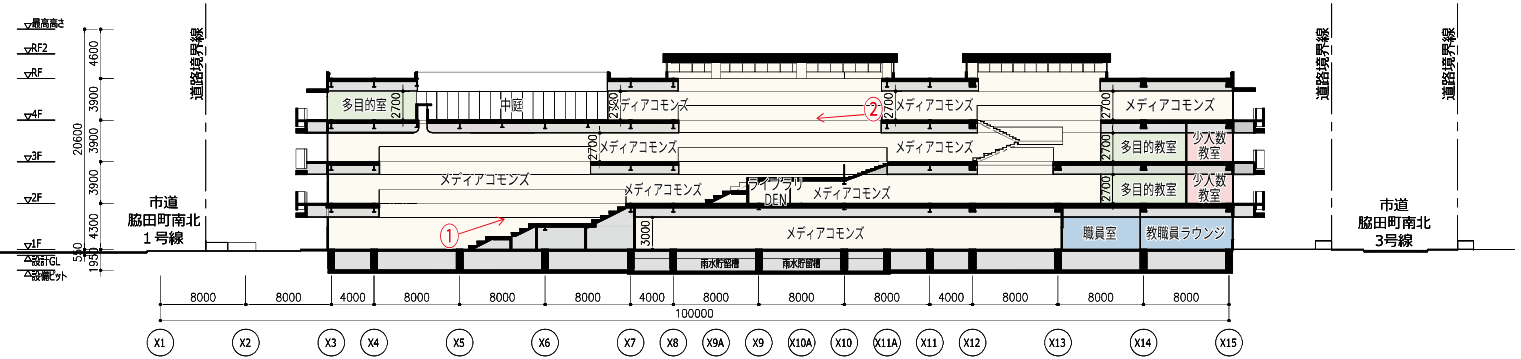 ▽最高高さ
▽RF2
▽RF
▽4F
▽3F
▽2F
▽1F
▽設計GL
▽設備ピット
4600
3900
3900
3900
4300
550
1950
20600
道路境界線
道路境界線
道路境界線
市道
脇田町南北
1号線
市道
脇田町南北
3号線
多目的室
2700
中庭
2700
メディアコモンズ
②
2700
メディアコモンズ
2700
メディアコモンズ
2700
メディアコモンズ
メディアコモンズ
2700
多目的教室
少人数
教室
メディアコモンズ
メディアコモンズ
ライブラリ
DEN
メディアコモンズ
2700
多目的教室
少人数
教室
①
3000
メディアコモンズ
職員室
教職員ラウンジ
雨水貯留槽
雨水貯留槽
8000
8000
4000
8000
8000
8000
4000
8000
8000
8000
4000
8000
8000
8000
100000
X1
X2
X3
X4
X5
X6
X7
X8
X9A
X9
X10A
X10
X11A
X11
X12
X13
X14
X15